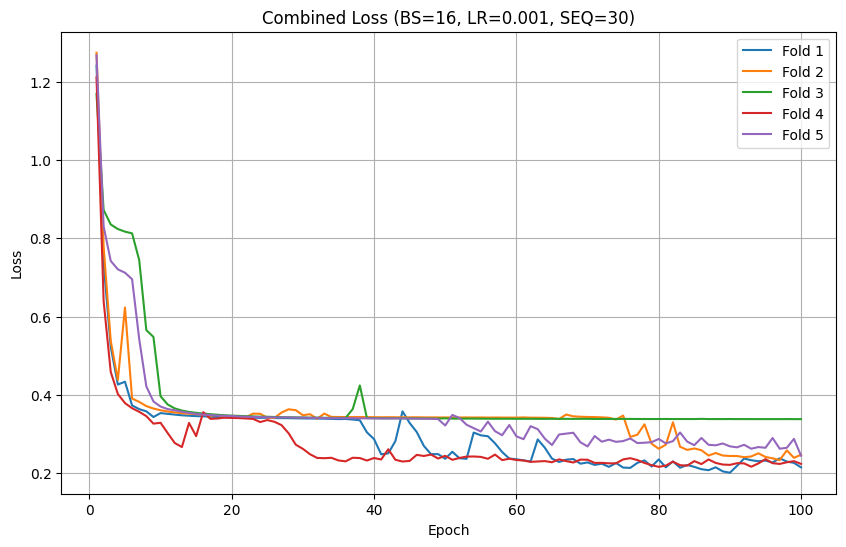 Combined Loss (BS=16, LR=0.001, SEQ=30)
Fold 1
Fold 2
Fold 3
Fold 4
Fold 5
Loss
1.2
1.0
0.8
0.6
0.4
0.2
0 20 40 60 80 100
Epoch